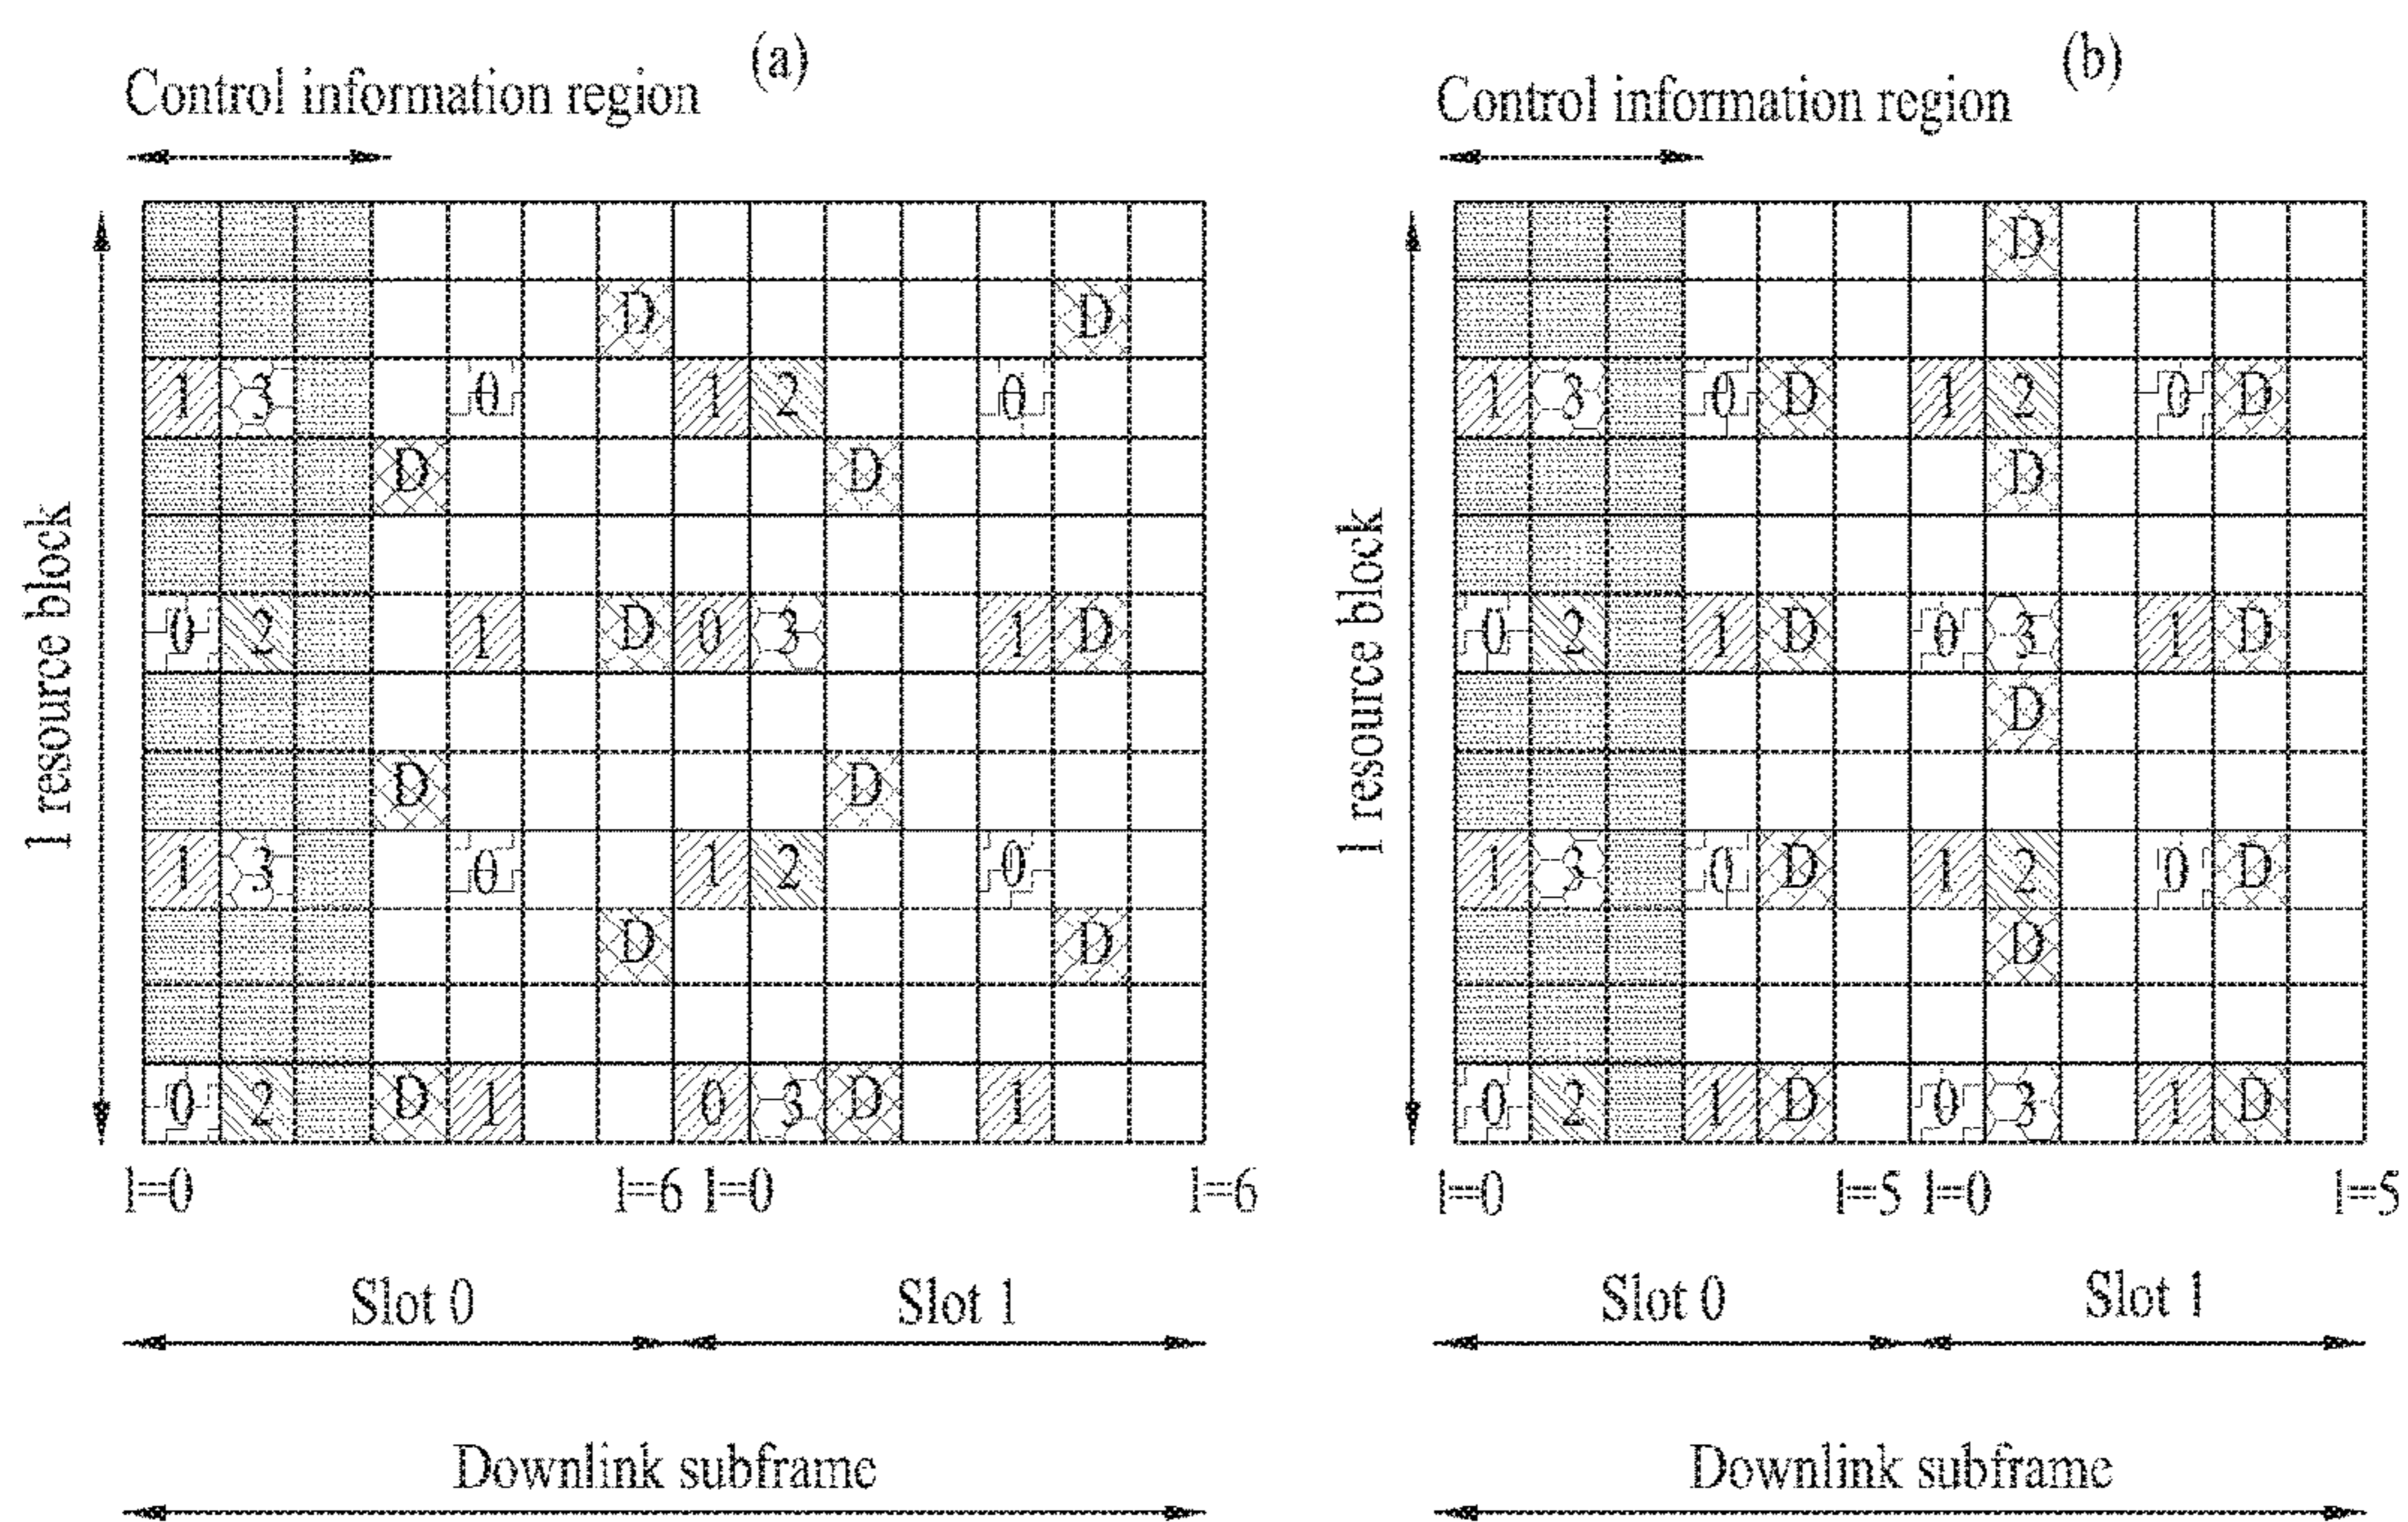 (a)
Control information region
1 resource block
D D
1 3 0 1 2 0
D D
0 2 1 D 0 3 1 D
D D
1 3 0 1 2 0
D D
0 2 D 1 0 3 D 1
l=0 l=6 l=0 l=6
Slot 0 Slot 1
Downlink subframe
(b)
Control information region
1 resource block
D
1 3 0 D 1 2 0 D
D
0 2 1 D 0 3 1 D
D
1 3 0 D 1 2 0 D
D
0 2 1 D 0 3 1 D
l=0 l=5 l=0 l=5
Slot 0 Slot 1
Downlink subframe